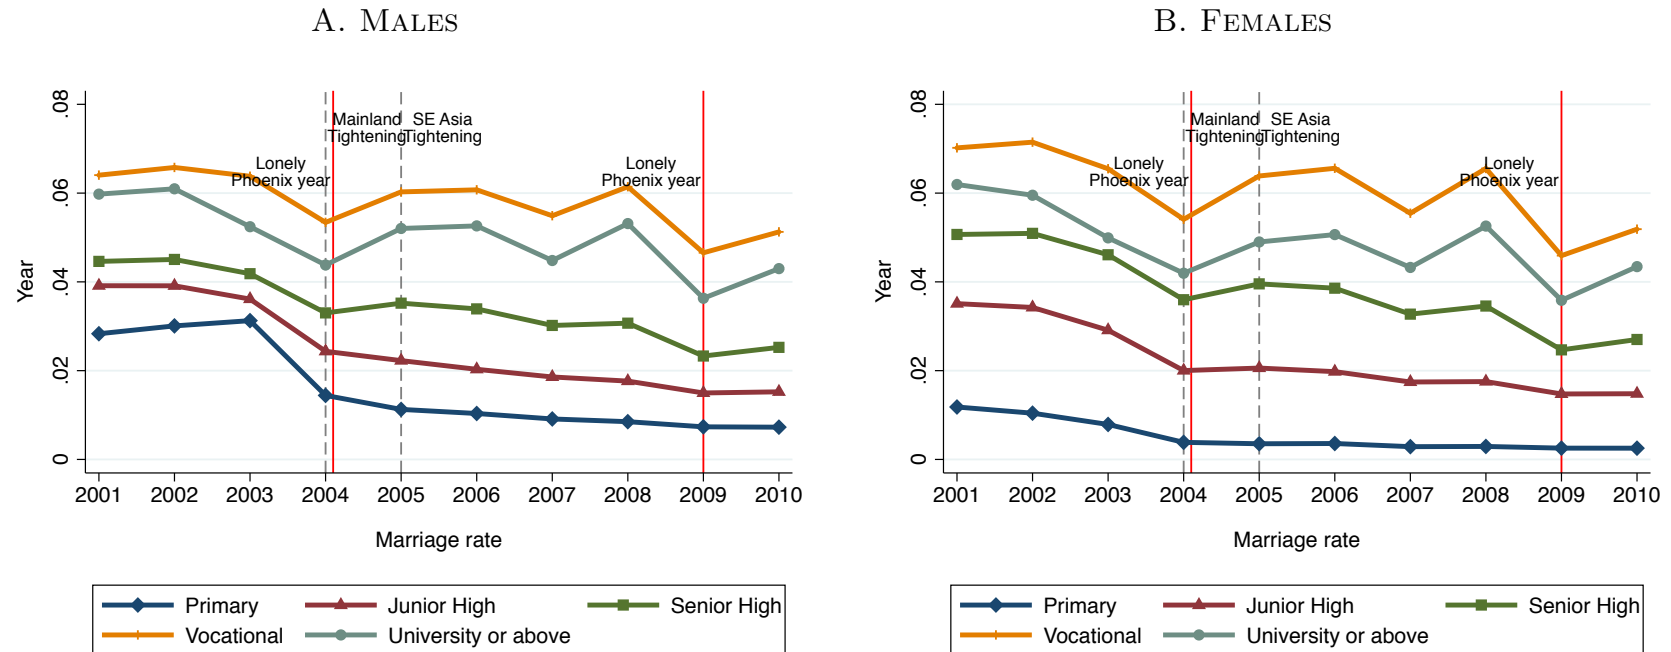 A. MALES
.08
.06
.04
.02
0
Year
Mainland
Tightening
SE Asia
Tightening
Lonely
Phoenix year
Lonely
Phoenix year
2001 2002 2003 2004 2005 2006 2007 2008 2009 2010
Marriage rate
Primary Junior High Senior High
Vocational University or above
B. FEMALES
.08
.06
.04
.02
0
Year
Mainland
Tightening
SE Asia
Tightening
Lonely
Phoenix year
Lonely
Phoenix year
2001 2002 2003 2004 2005 2006 2007 2008 2009 2010
Marriage rate
Primary Junior High Senior High
Vocational University or above